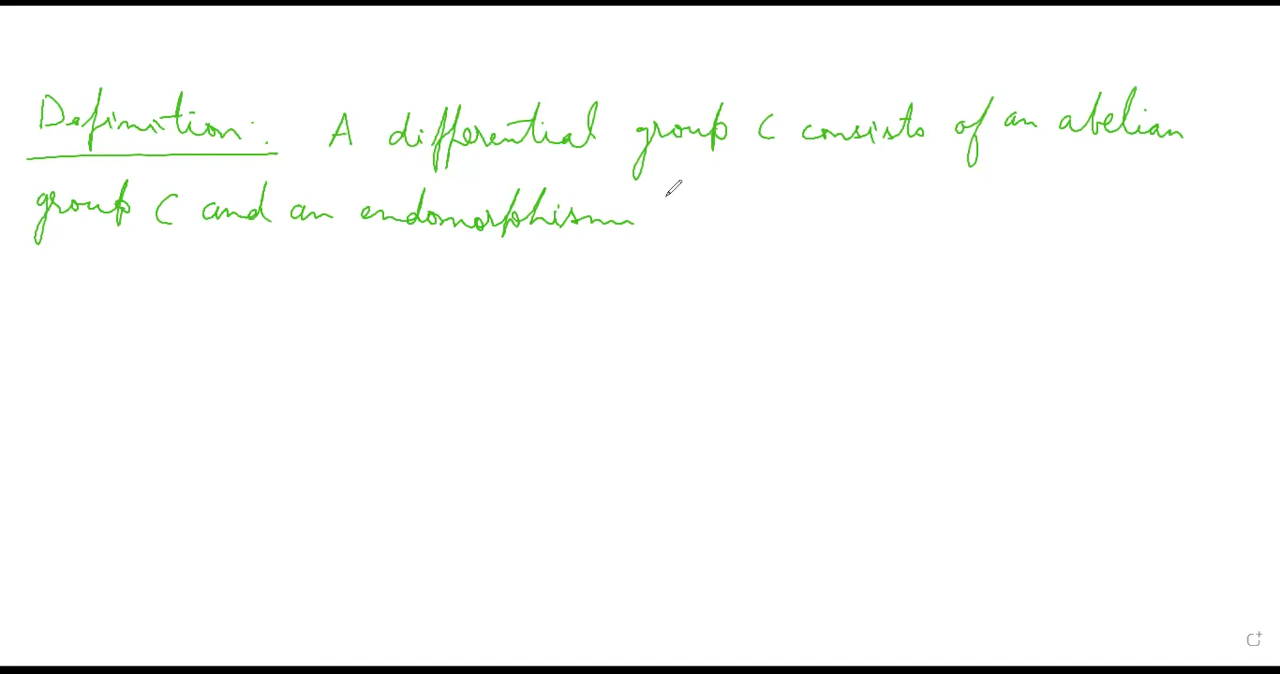 Definition: A differential group C consists of an abelian
group C and an endomorphism